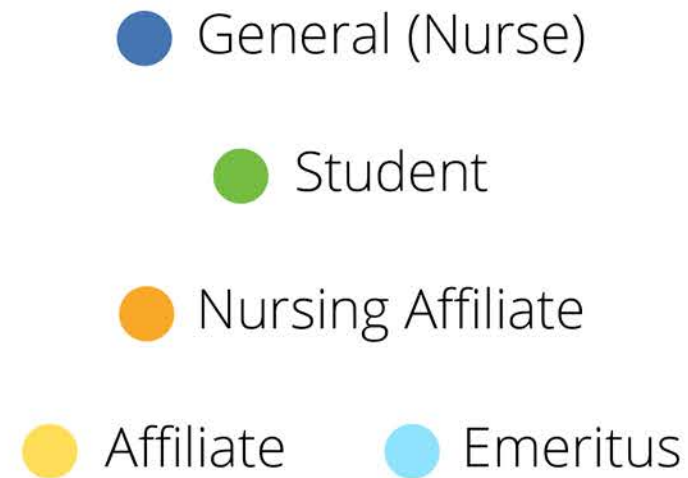 General (Nurse)
Student
Nursing Affiliate
Affiliate Emeritus